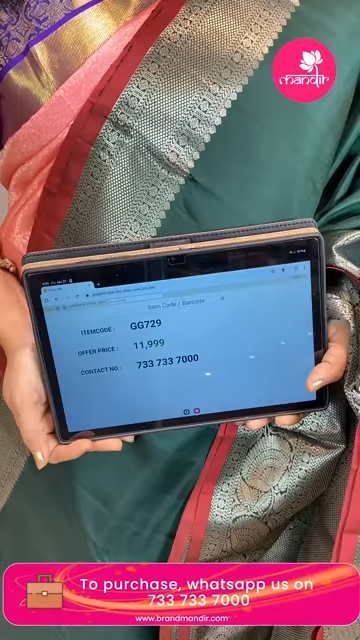 mandir
Item Code | Barcode
ITEMCODE : GG729
OFFER PRICE : 11,999
CONTACT NO : 733 733 7000
To purchase, whatsapp us on
733 733 7000
www.brandmandir.com